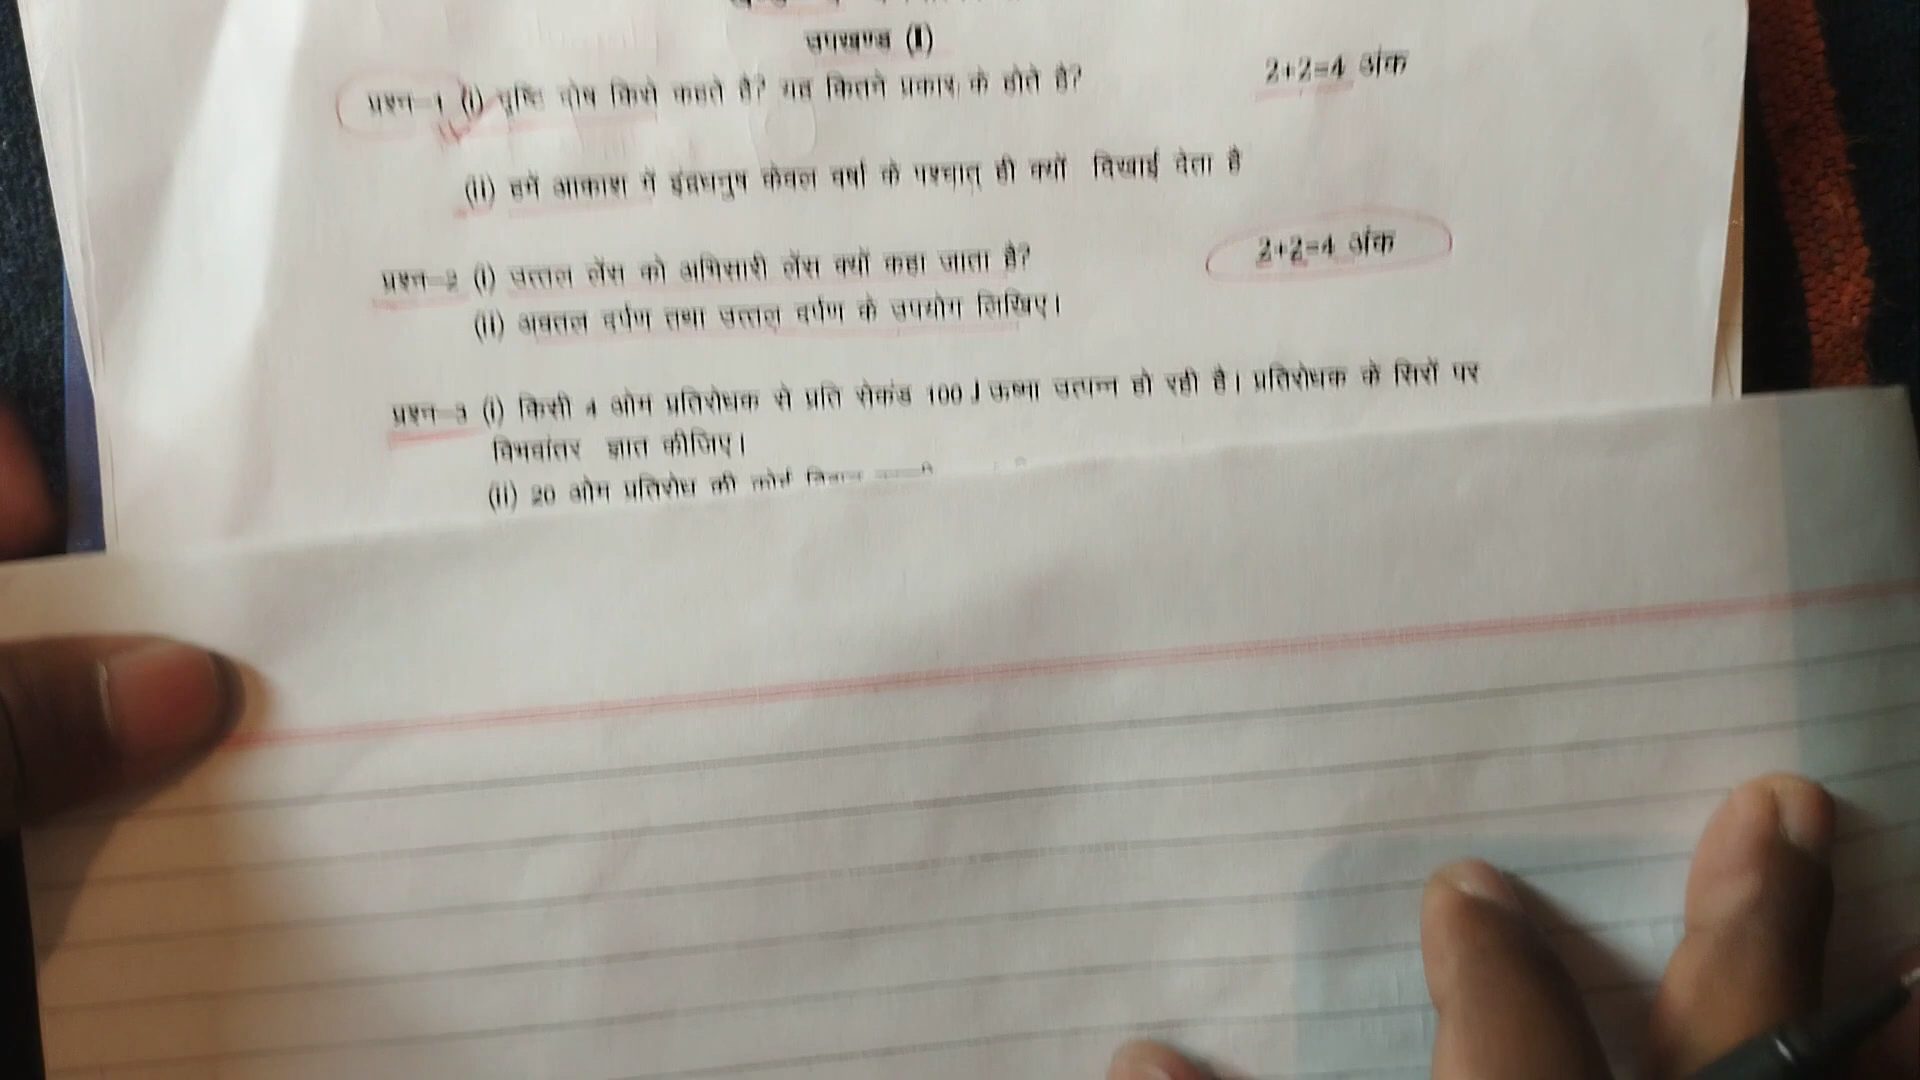 उपखण्ड (II)
प्रश्न-1 (i) दृष्टि दोष किसे कहते है? यह कितने प्रकार के होते है? 2+2=4 अंक
(ii) हमें आकाश में इंद्रधनुष केवल वर्षा के पश्चात् ही क्यों दिखाई देता है
प्रश्न-2 (i) उत्तल लेंस को अभिसारी लेंस क्यों कहा जाता है? 2+2=4 अंक
(ii) अवतल दर्पण तथा उत्तल दर्पण के उपयोग लिखिए।
प्रश्न-3 (i) किसी 4 ओम प्रतिरोधक से प्रति सेकंड 100 J ऊष्मा उत्पन्न हो रही है। प्रतिरोधक के सिरों पर
विभवांतर ज्ञात कीजिए।
(ii) 20 ओम प्रतिरोध की कोई